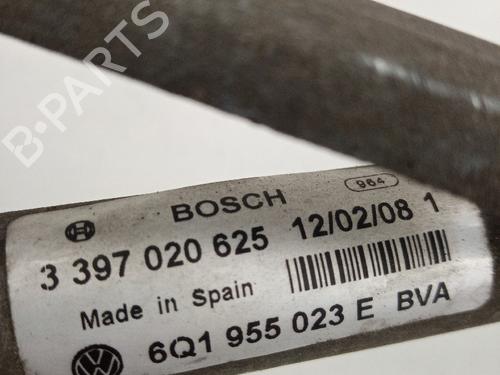 B-PARTS
BOSCH
964
3 397 020 625 12/02/08 1
Made in Spain
6Q1 955 023 E BVA